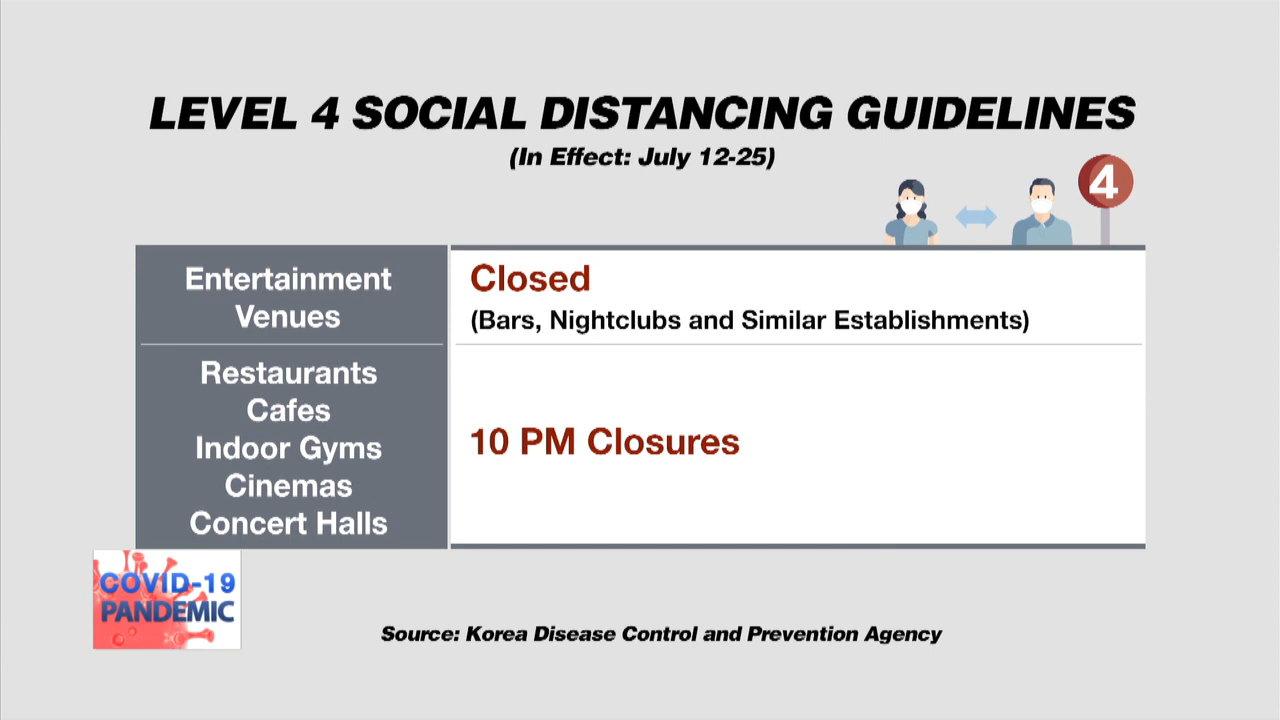 LEVEL 4 SOCIAL DISTANCING GUIDELINES
(In Effect: July 12-25)
4
Entertainment
Venues
Closed
(Bars, Nightclubs and Similar Establishments)
Restaurants
Cafes
Indoor Gyms
Cinemas
Concert Halls
10 PM Closures
COVID-19
PANDEMIC
Source: Korea Disease Control and Prevention Agency